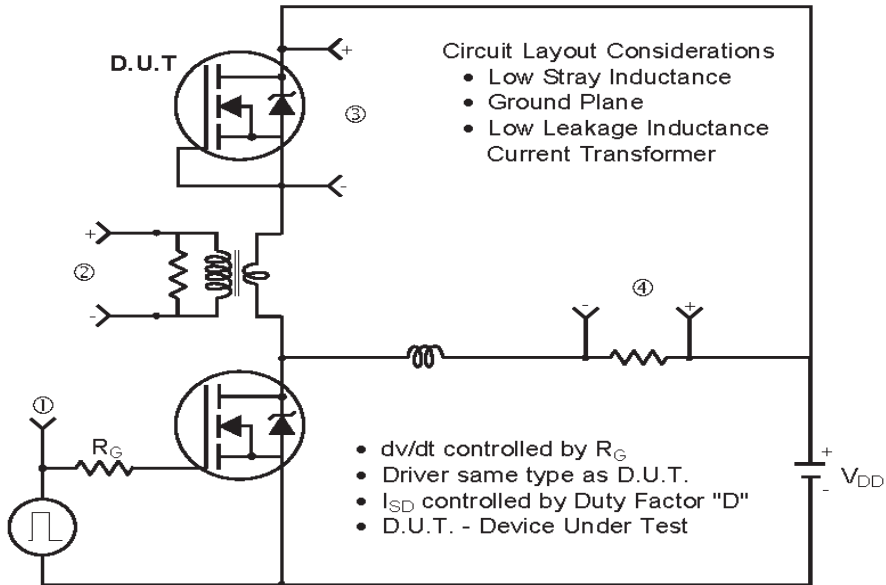 D.U.T
+
-
③
Circuit Layout Considerations
• Low Stray Inductance
• Ground Plane
• Low Leakage Inductance
Current Transformer
+
②
-
④
-
+
①
R_G
• dv/dt controlled by R_G
• Driver same type as D.U.T.
• I_SD controlled by Duty Factor "D"
• D.U.T. - Device Under Test
+
V_DD
-